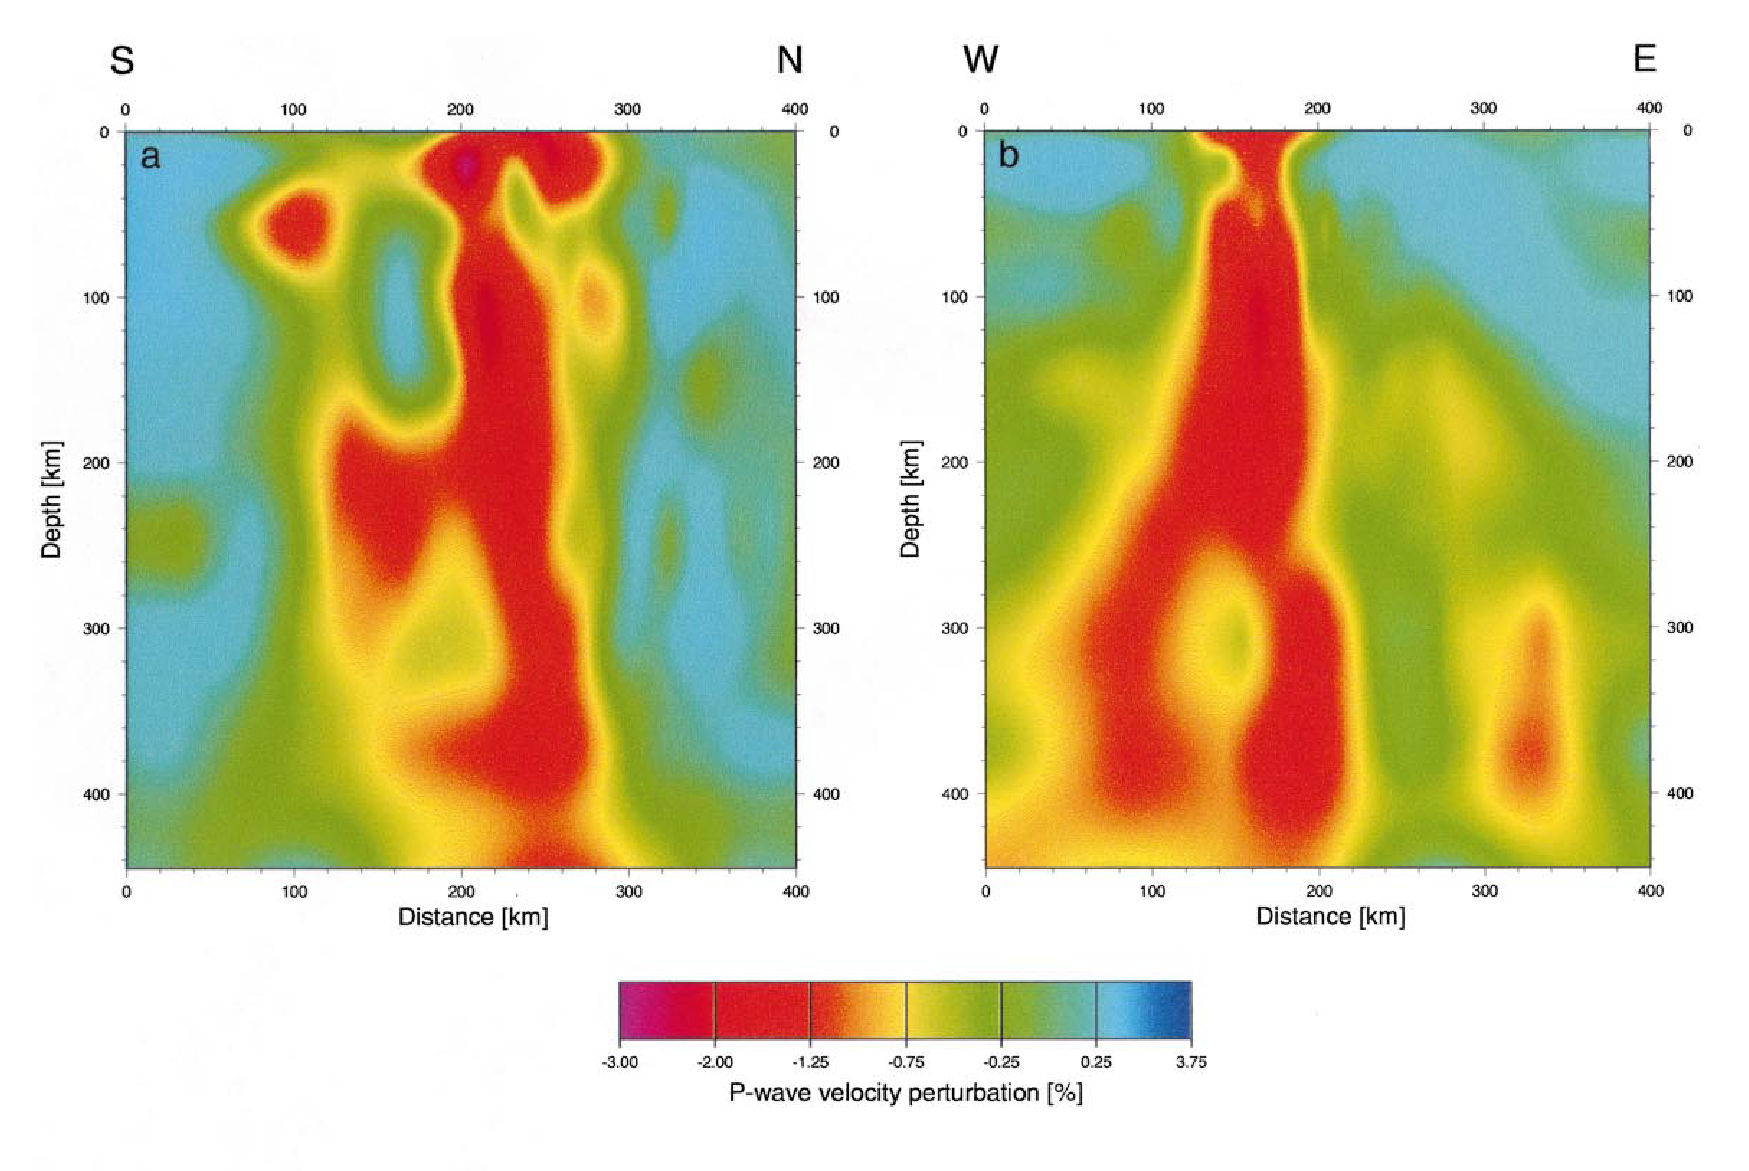 S N W E
0 100 200 300 400 0 100 200 300 400
0 0 0 0
a b
100 100 100 100
200 200 200 200
Depth [km] Depth [km]
300 300 300 300
400 400 400 400
0 100 200 300 400 0 100 200 300 400
Distance [km] Distance [km]
-3.00 -2.00 -1.25 -0.75 -0.25 0.25 3.75
P-wave velocity perturbation [%]